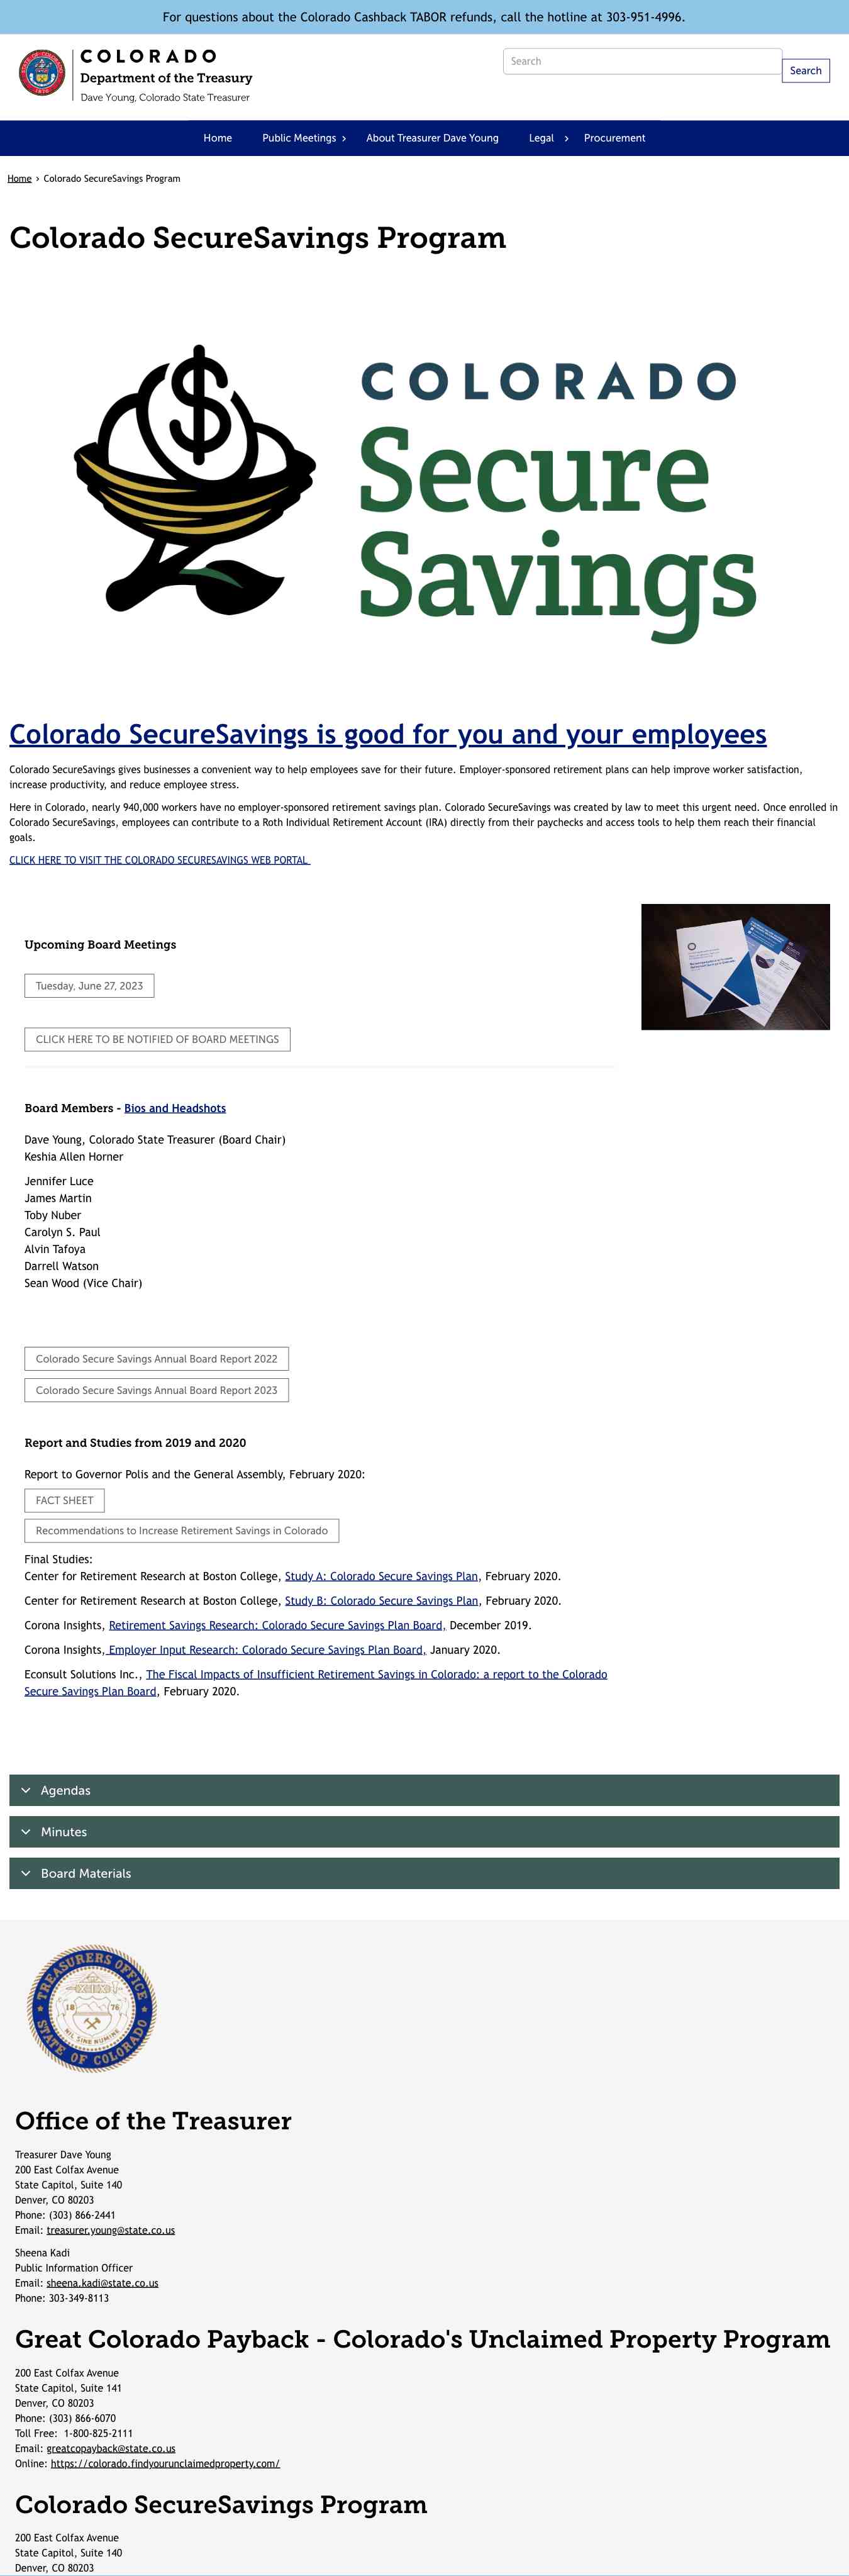 For questions about the Colorado Cashback TABOR refunds, call the hotline at 303-951-4996.
COLORADO
Department of the Treasury
Dave Young, Colorado State Treasurer
Search
Search
Home
Public Meetings
About Treasurer Dave Young
Legal
Procurement
Home › Colorado SecureSavings Program
Colorado SecureSavings Program
COLORADO
Secure
Savings
Colorado SecureSavings is good for you and your employees
Colorado SecureSavings gives businesses a convenient way to help employees save for their future. Employer-sponsored retirement plans can help improve worker satisfaction,
increase productivity, and reduce employee stress.
Here in Colorado, nearly 940,000 workers have no employer-sponsored retirement savings plan. Colorado SecureSavings was created by law to meet this urgent need. Once enrolled in
Colorado SecureSavings, employees can contribute to a Roth Individual Retirement Account (IRA) directly from their paychecks and access tools to help them reach their financial
goals.
CLICK HERE TO VISIT THE COLORADO SECURESAVINGS WEB PORTAL
Upcoming Board Meetings
Tuesday, June 27, 2023
CLICK HERE TO BE NOTIFIED OF BOARD MEETINGS
Board Members - Bios and Headshots
Dave Young, Colorado State Treasurer (Board Chair)
Keshia Allen Horner
Jennifer Luce
James Martin
Toby Nuber
Carolyn S. Paul
Alvin Tafoya
Darrell Watson
Sean Wood (Vice Chair)
Colorado Secure Savings Annual Board Report 2022
Colorado Secure Savings Annual Board Report 2023
Report and Studies from 2019 and 2020
Report to Governor Polis and the General Assembly, February 2020:
FACT SHEET
Recommendations to Increase Retirement Savings in Colorado
Final Studies:
Center for Retirement Research at Boston College, Study A: Colorado Secure Savings Plan, February 2020.
Center for Retirement Research at Boston College, Study B: Colorado Secure Savings Plan, February 2020.
Corona Insights, Retirement Savings Research: Colorado Secure Savings Plan Board, December 2019.
Corona Insights, Employer Input Research: Colorado Secure Savings Plan Board, January 2020.
Econsult Solutions Inc., The Fiscal Impacts of Insufficient Retirement Savings in Colorado: a report to the Colorado
Secure Savings Plan Board, February 2020.
Agendas
Minutes
Board Materials
TREASURERS OFFICE
18 76
NIL SINE NUMINE
STATE OF COLORADO
Office of the Treasurer
Treasurer Dave Young
200 East Colfax Avenue
State Capitol, Suite 140
Denver, CO 80203
Phone: (303) 866-2441
Email: treasurer.young@state.co.us
Sheena Kadi
Public Information Officer
Email: sheena.kadi@state.co.us
Phone: 303-349-8113
Great Colorado Payback - Colorado's Unclaimed Property Program
200 East Colfax Avenue
State Capitol, Suite 141
Denver, CO 80203
Phone: (303) 866-6070
Toll Free: 1-800-825-2111
Email: greatcopayback@state.co.us
Online: https://colorado.findyourunclaimedproperty.com/
Colorado SecureSavings Program
200 East Colfax Avenue
State Capitol, Suite 140
Denver, CO 80203